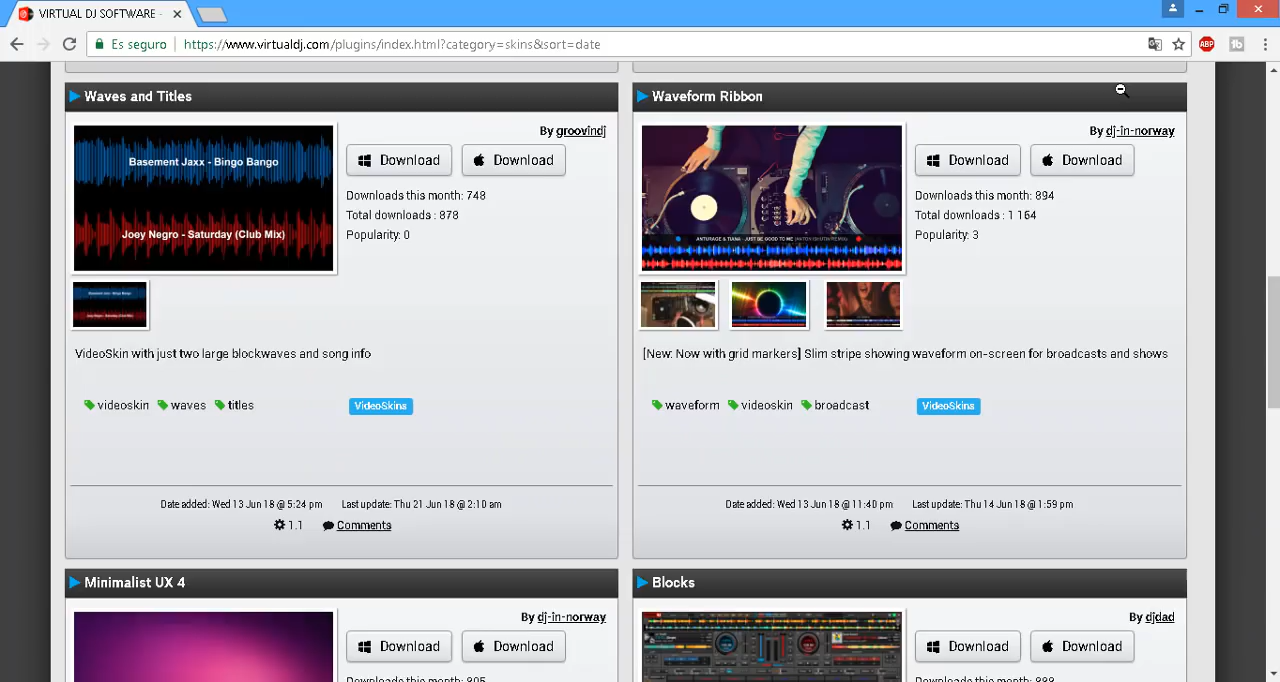 VIRTUAL DJ SOFTWARE -
Es seguro
https://www.virtualdj.com/plugins/index.html?category=skins&sort=date
ABP
Waves and Titles
By groovindj
Basement Jaxx - Bingo Bango
Joey Negro - Saturday (Club Mix)
Download
Download
Downloads this month: 748
Total downloads : 878
Popularity: 0
VideoSkin with just two large blockwaves and song info
videoskin waves titles
VideoSkins
Date added: Wed 13 Jun 18 @ 5:24 pm Last update: Thu 21 Jun 18 @ 2:10 am
1.1 Comments
Waveform Ribbon
By dj-in-norway
Download
Download
Downloads this month: 894
Total downloads : 1 164
Popularity: 3
[New: Now with grid markers] Slim stripe showing waveform on-screen for broadcasts and shows
waveform videoskin broadcast
VideoSkins
Date added: Wed 13 Jun 18 @ 11:40 pm Last update: Thu 14 Jun 18 @ 1:59 pm
1.1 Comments
Minimalist UX 4
By dj-in-norway
Download
Download
Blocks
By djdad
Download
Download